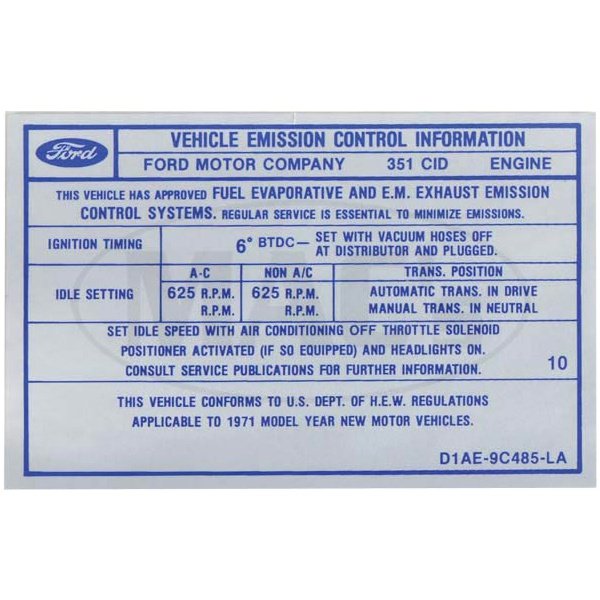 Ford
VEHICLE EMISSION CONTROL INFORMATION
FORD MOTOR COMPANY 351 CID ENGINE
THIS VEHICLE HAS APPROVED FUEL EVAPORATIVE AND E.M. EXHAUST EMISSION
CONTROL SYSTEMS. REGULAR SERVICE IS ESSENTIAL TO MINIMIZE EMISSIONS.
IGNITION TIMING 6° BTDC— SET WITH VACUUM HOSES OFF
AT DISTRIBUTOR AND PLUGGED.
A-C NON A/C TRANS. POSITION
IDLE SETTING 625 R.P.M. 625 R.P.M. AUTOMATIC TRANS. IN DRIVE
R.P.M. R.P.M. MANUAL TRANS. IN NEUTRAL
SET IDLE SPEED WITH AIR CONDITIONING OFF THROTTLE SOLENOID
POSITIONER ACTIVATED (IF SO EQUIPPED) AND HEADLIGHTS ON.
CONSULT SERVICE PUBLICATIONS FOR FURTHER INFORMATION. 10
THIS VEHICLE CONFORMS TO U.S. DEPT. OF H.E.W. REGULATIONS
APPLICABLE TO 1971 MODEL YEAR NEW MOTOR VEHICLES.
D1AE-9C485-LA